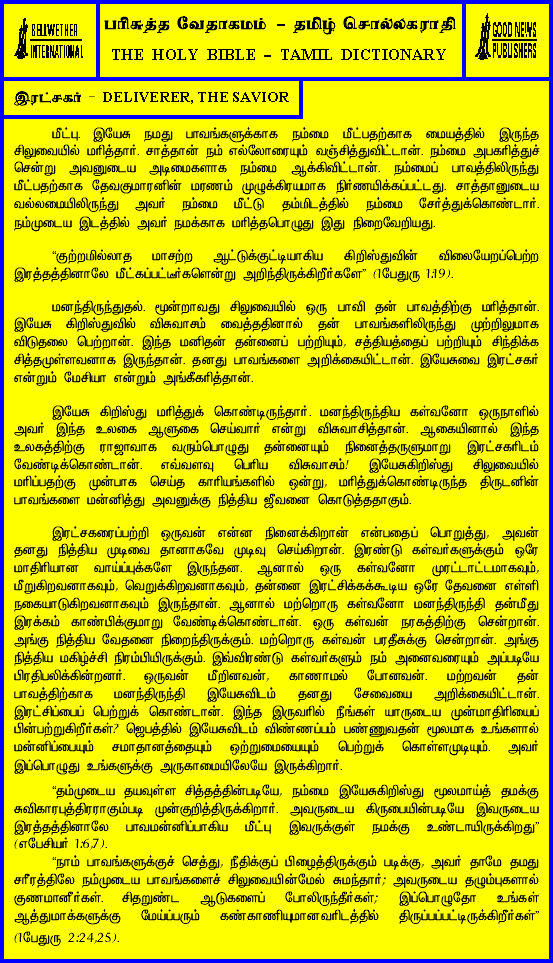 BELLWETHER
INTERNATIONAL
பரிசுத்த வேதாகமம் – தமிழ் சொல்லகராதி
THE HOLY BIBLE – TAMIL DICTIONARY
GOOD NEWS
PUBLISHERS
இரட்சகர் – DELIVERER, THE SAVIOR
மீட்பு. இயேசு நமது பாவங்களுக்காக நம்மை மீட்பதற்காக மையத்தில் இருந்த
சிலுவையில் மரித்தார். சாத்தான் நம் எல்லோரையும் வஞ்சித்துவிட்டான். நம்மை அபகரித்துச்
சென்று அவனுடைய அடிமைகளாக நம்மை ஆக்கிவிட்டான். நம்மைப் பாவத்திலிருந்து
மீட்பதற்காக தேவகுமாரனின் மரணம் முழுக்கிரயமாக நிர்ணயிக்கப்பட்டது. சாத்தானுடைய
வல்லமையிலிருந்து அவர் நம்மை மீட்டு தம்மிடத்தில் நம்மை சேர்த்துக்கொண்டார்.
நம்முடைய இடத்தில் அவர் நமக்காக மரித்தபொழுது இது நிறைவேறியது.
“குற்றமில்லாத மாசற்ற ஆட்டுக்குட்டியாகிய கிறிஸ்துவின் விலையேறப்பெற்ற
இரத்தத்தினாலே மீட்கப்பட்டீர்களென்று அறிந்திருக்கிறீர்களே” (1பேதுரு 1:19).
மனந்திருந்துதல். மூன்றாவது சிலுவையில் ஒரு பாவி தன் பாவத்திற்கு மரித்தான்.
இயேசு கிறிஸ்துவில் விசுவாசம் வைத்ததினால் தன் பாவங்களிலிருந்து முற்றிலுமாக
விடுதலை பெற்றான். இந்த மனிதன் தன்னைப் பற்றியும், சத்தியத்தைப் பற்றியும் சிந்திக்க
சித்தமுள்ளவனாக இருந்தான். தனது பாவங்களை அறிக்கையிட்டான். இயேசுவை இரட்சகர்
என்றும் மேசியா என்றும் அங்கீகரித்தான்.
இயேசு கிறிஸ்து மரித்துக் கொண்டிருந்தார். மனந்திருந்திய கள்வனோ ஒருநாளில்
அவர் இந்த உலகை ஆளுகை செய்வார் என்று விசுவாசித்தான். ஆகையினால் இந்த
உலகத்திற்கு ராஜாவாக வரும்பொழுது தன்னையும் நினைத்தருளுமாறு இரட்சகரிடம்
வேண்டிக்கொண்டான். எவ்வளவு பெரிய விசுவாசம்! இயேசுகிறிஸ்து சிலுவையில்
மரிப்பதற்கு முன்பாக செய்த காரியங்களில் ஒன்று, மரித்துக்கொண்டிருந்த திருடனின்
பாவங்களை மன்னித்து அவனுக்கு நித்திய ஜீவனை கொடுத்ததாகும்.
இரட்சகரைப்பற்றி ஒருவன் என்ன நினைக்கிறான் என்பதைப் பொறுத்து, அவன்
தனது நித்திய முடிவை தானாகவே முடிவு செய்கிறான். இரண்டு கள்வர்களுக்கும் ஒரே
மாதிரியான வாய்ப்புக்களே இருந்தன. ஆனால் ஒரு கள்வனோ முரட்டாட்டமாகவும்,
மீறுகிறவனாகவும், வெறுக்கிறவனாகவும், தன்னை இரட்சிக்கக்கூடிய ஒரே தேவனை எள்ளி
நகையாடுகிறவனாகவும் இருந்தான். ஆனால் மற்றொரு கள்வனோ மனந்திருந்தி தன்மீது
இரக்கம் காண்பிக்குமாறு வேண்டிக்கொண்டான். ஒரு கள்வன் நரகத்திற்கு சென்றான்.
அங்கு நித்திய வேதனை நிறைந்திருக்கும். மற்றொரு கள்வன் பரதீசுக்கு சென்றான். அங்கு
நித்திய மகிழ்ச்சி நிரம்பியிருக்கும். இவ்விரண்டு கள்வர்களும் நம் அனைவரையும் அப்படியே
பிரதிபலிக்கின்றனர். ஒருவன் மீறினவன், காணாமல் போனவன். மற்றவன் தன்
பாவத்திற்காக மனந்திருந்தி இயேசுவிடம் தனது சேவையை அறிக்கையிட்டான்.
இரட்சிப்பைப் பெற்றுக் கொண்டான். இந்த இருவரில் நீங்கள் யாருடைய முன்மாதிரியைப்
பின்பற்றுகிறீர்கள்? ஜெபத்தில் இயேசுவிடம் விண்ணப்பம் பண்ணுவதன் மூலமாக உங்களால்
மன்னிப்பையும் சமாதானத்தையும் ஒற்றுமையையும் பெற்றுக் கொள்ளமுடியும். அவர்
இப்பொழுது உங்களுக்கு அருகாமையிலேயே இருக்கிறார்.
“தம்முடைய தயவுள்ள சித்தத்தின்படியே, நம்மை இயேசுகிறிஸ்து மூலமாய்த் தமக்கு
சுவிகாரபுத்திரராகும்படி முன்குறித்திருக்கிறார். அவருடைய கிருபையின்படியே இவருடைய
இரத்தத்தினாலே பாவமன்னிப்பாகிய மீட்பு இவருக்குள் நமக்கு உண்டாயிருக்கிறது”
(எபேசியர் 1:6,7).
“நாம் பாவங்களுக்குச் செத்து, நீதிக்குப் பிழைத்திருக்கும் படிக்கு, அவர் தாமே தமது
சரீரத்திலே நம்முடைய பாவங்களைச் சிலுவையின்மேல் சுமந்தார்; அவருடைய தழும்புகளால்
குணமானீர்கள். சிதறுண்ட ஆடுகளைப் போலிருந்தீர்கள்; இப்பொழுதோ உங்கள்
ஆத்துமாக்களுக்கு மேய்ப்பரும் கண்காணியுமானவரிடத்தில் திருப்பப்பட்டிருக்கிறீர்கள்”
(1பேதுரு 2:24,25).